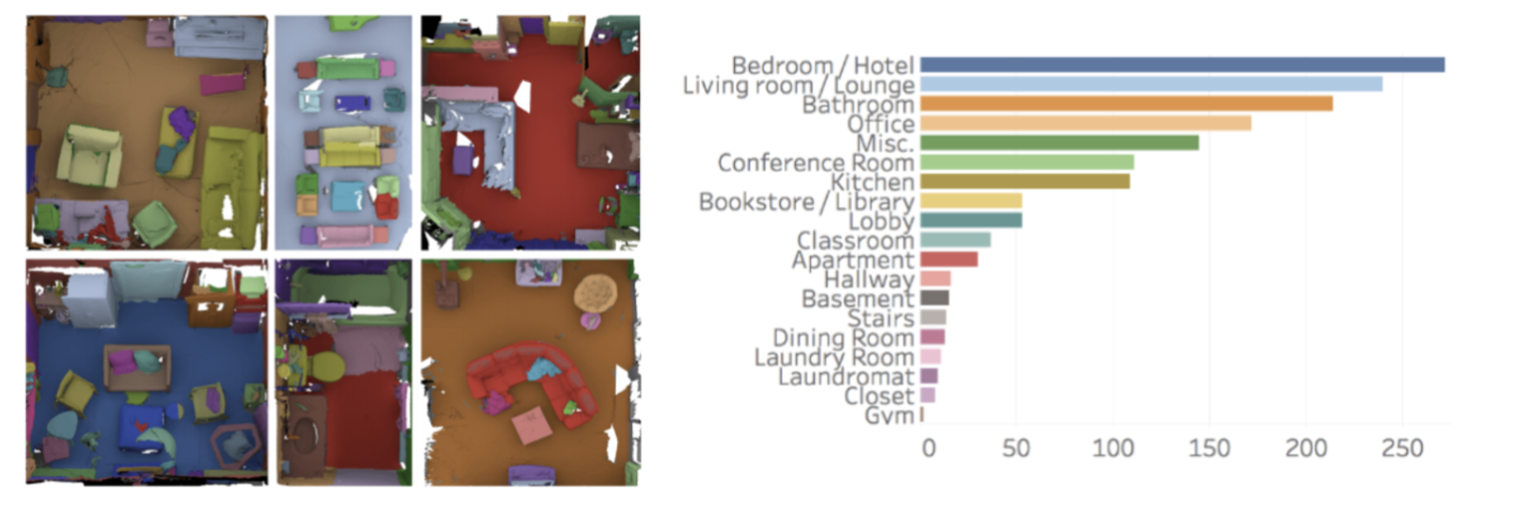 Bedroom / Hotel
Living room / Lounge
Bathroom
Office
Misc.
Conference Room
Kitchen
Bookstore / Library
Lobby
Classroom
Apartment
Hallway
Basement
Stairs
Dining Room
Laundry Room
Laundromat
Closet
Gym
0 50 100 150 200 250